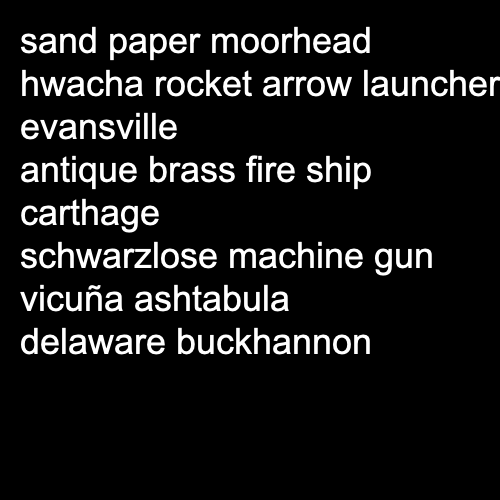 sand paper moorhead
hwacha rocket arrow launcher
evansville
antique brass fire ship
carthage
schwarzlose machine gun
vicuña ashtabula
delaware buckhannon